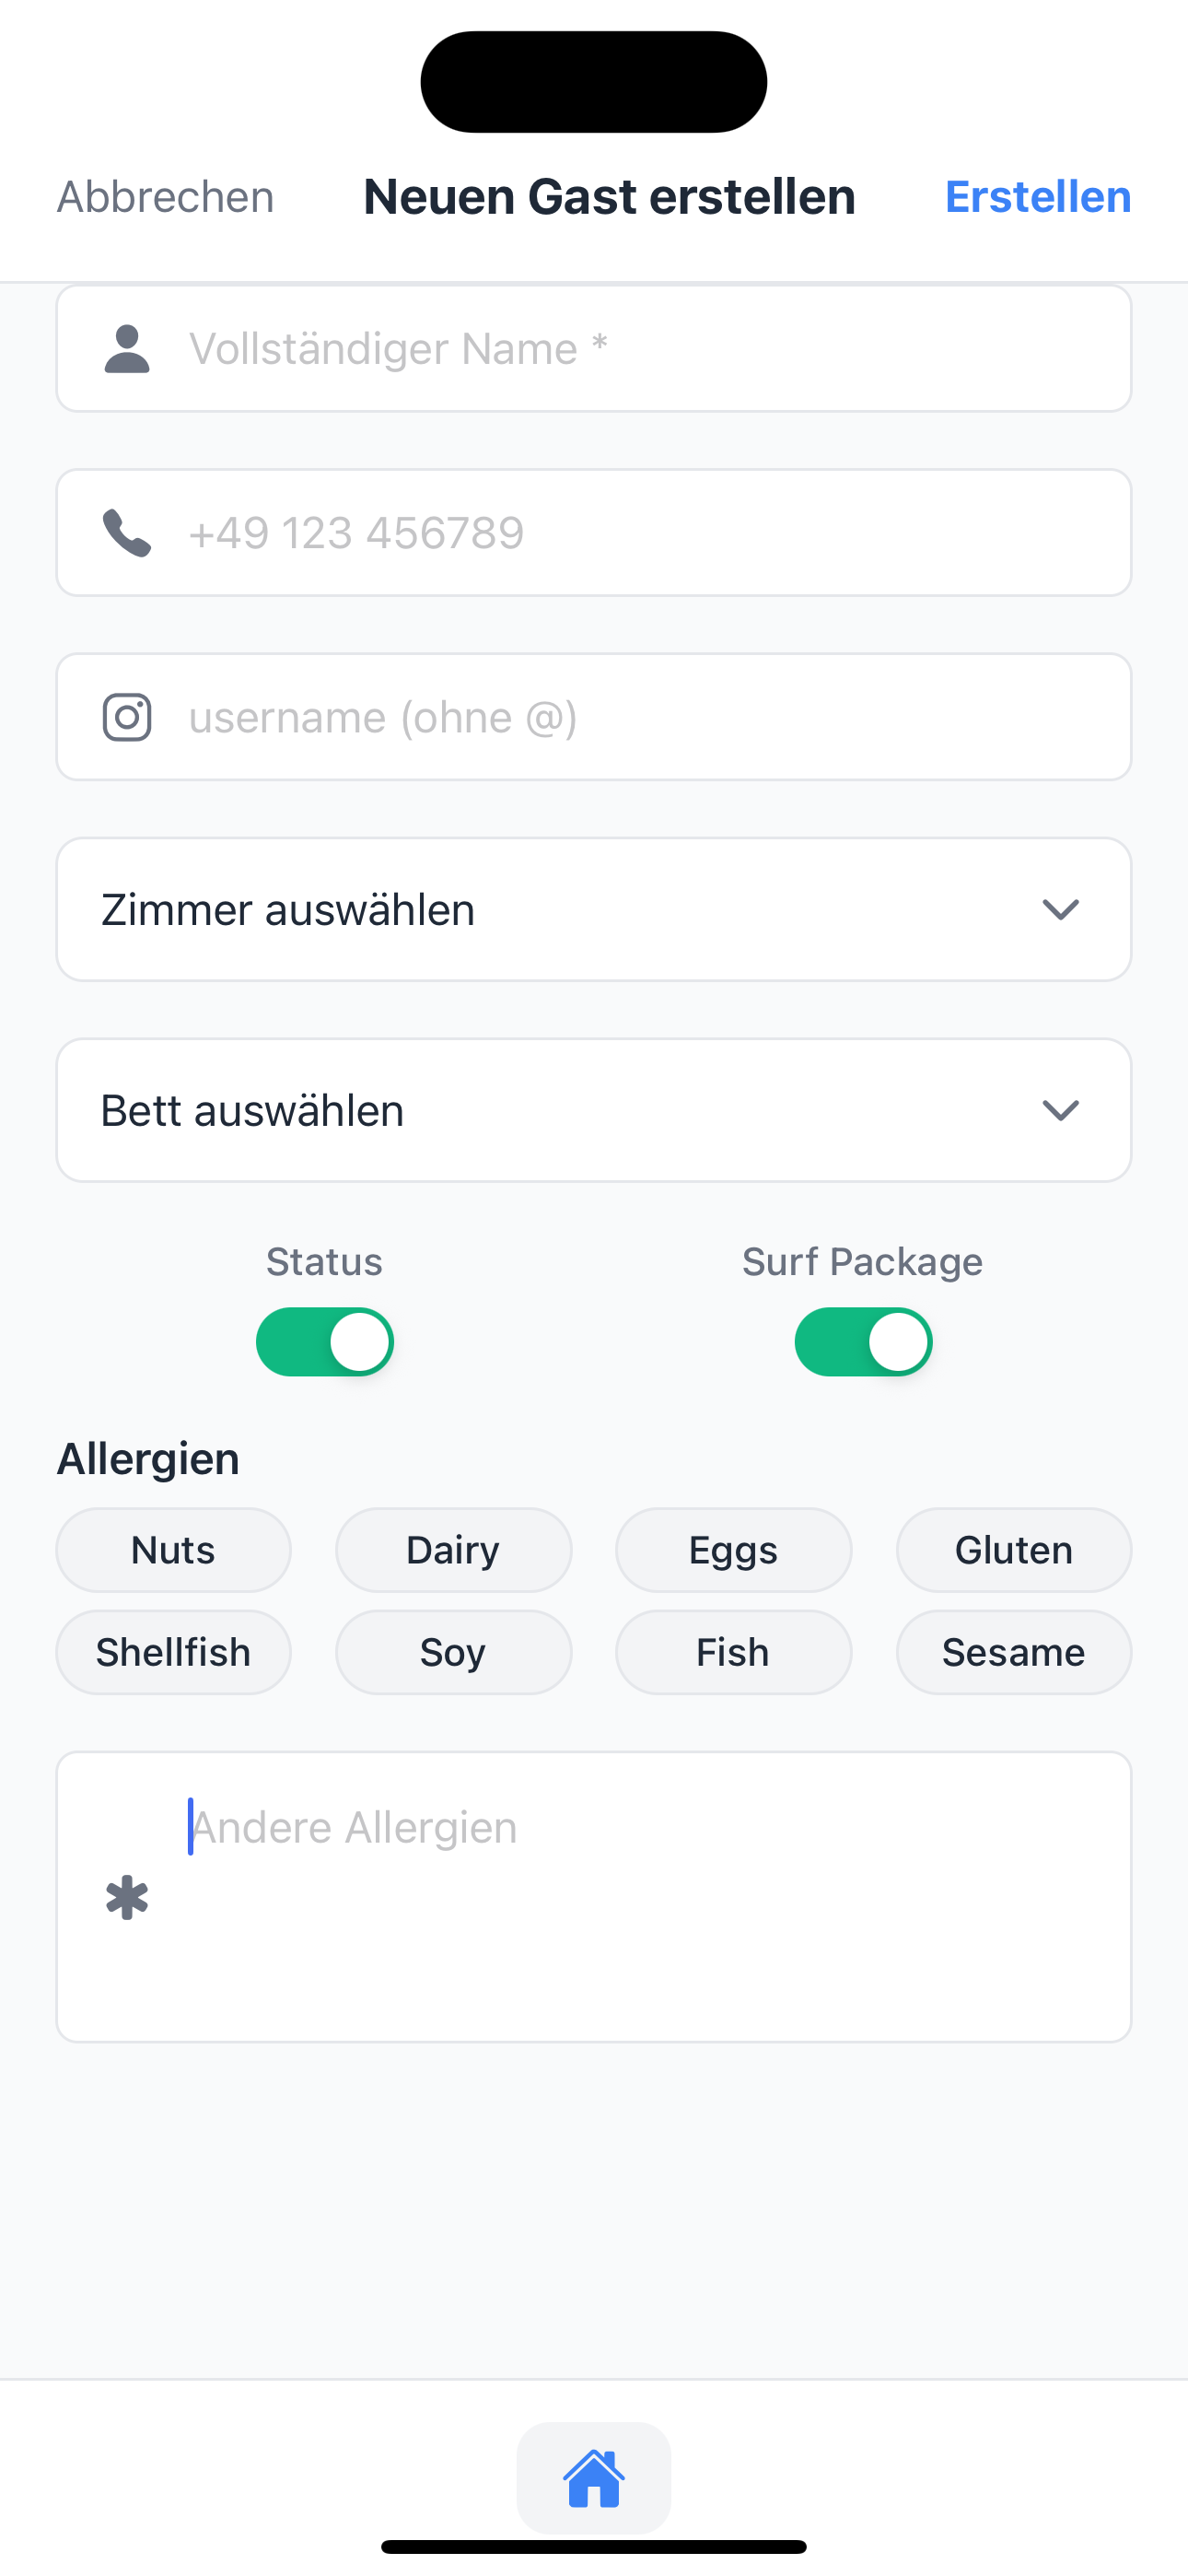 Abbrechen Neuen Gast erstellen Erstellen
Vollständiger Name *
+49 123 456789
username (ohne @)
Zimmer auswählen
Bett auswählen
Status Surf Package
Allergien
Nuts Dairy Eggs Gluten
Shellfish Soy Fish Sesame
Andere Allergien